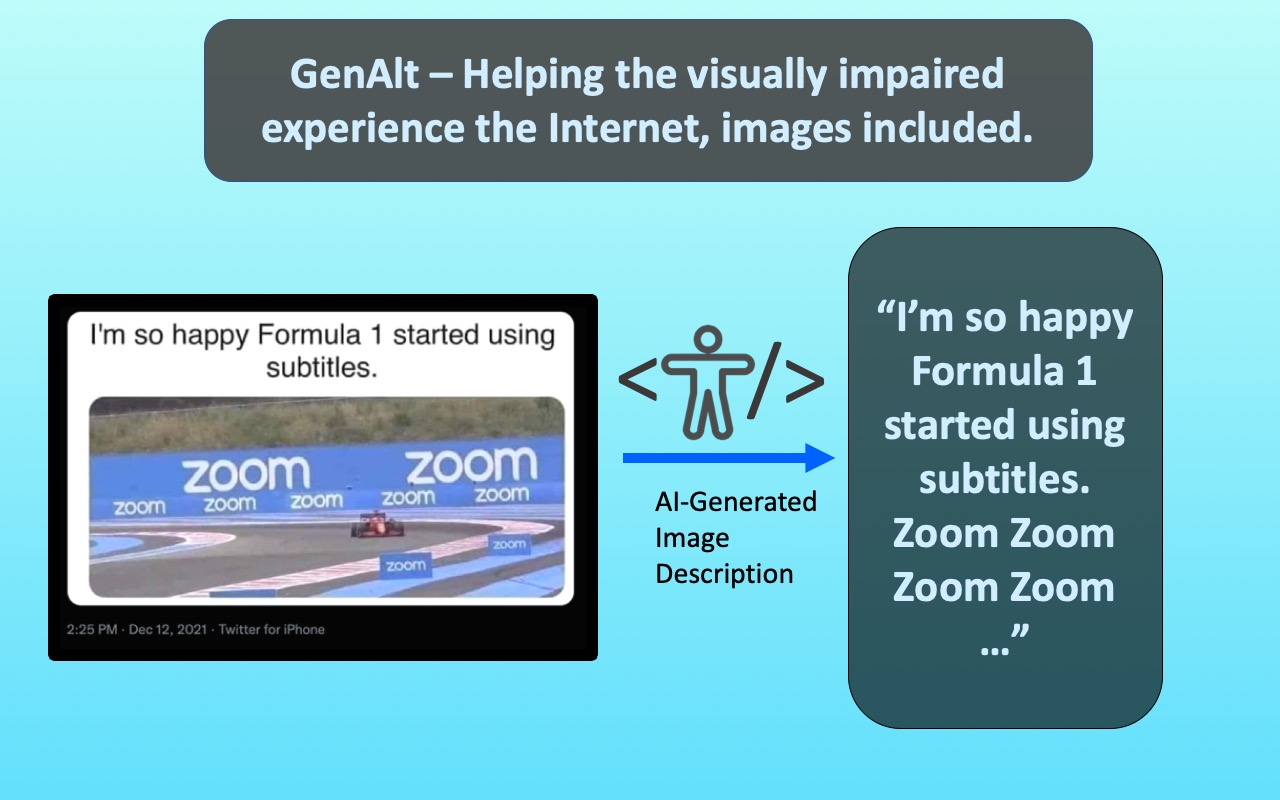 GenAlt – Helping the visually impaired
experience the Internet, images included.
I'm so happy Formula 1 started using
subtitles.
zoom zoom
zoom zoom zoom zoom zoom
zoom
zoom
2:25 PM · Dec 12, 2021 · Twitter for iPhone
< />
AI-Generated
Image
Description
“I’m so happy
Formula 1
started using
subtitles.
Zoom Zoom
Zoom Zoom
…”